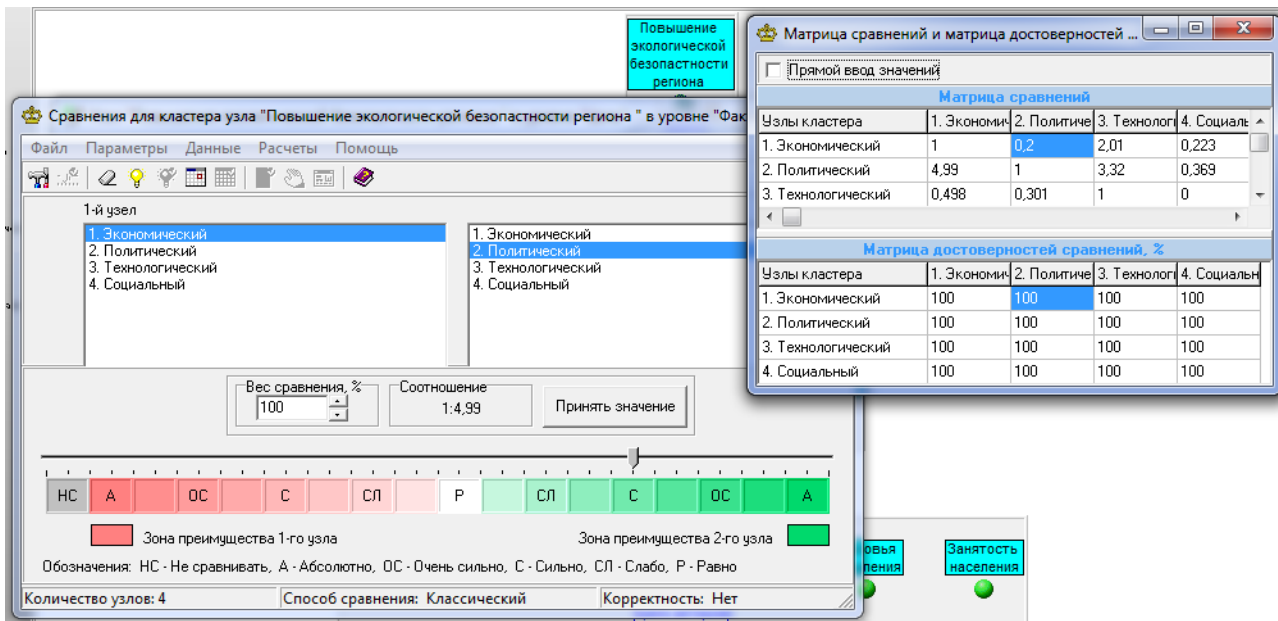 Повышение
экологической
безопастности
региона
Матрица сравнений и матрица достоверностей ...
Прямой ввод значений
Матрица сравнений
Узлы кластера 1. Экономич 2. Политиче 3. Технологи 4. Социаль
1. Экономический 1 0,2 2,01 0,223
2. Политический 4,99 1 3,32 0,369
3. Технологический 0,498 0,301 1 0
Матрица достоверностей сравнений, %
Узлы кластера 1. Экономич 2. Политиче 3. Технологи 4. Социальн
1. Экономический 100 100 100 100
2. Политический 100 100 100 100
3. Технологический 100 100 100 100
4. Социальный 100 100 100 100
Сравнения для кластера узла "Повышение экологической безопастности региона " в уровне "Фак
Файл Параметры Данные Расчеты Помощь
1-й узел
1. Экономический
2. Политический
3. Технологический
4. Социальный
1. Экономический
2. Политический
3. Технологический
4. Социальный
Вес сравнения, % Соотношение
100 1:4,99 Принять значение
НС А ОС С СЛ Р СЛ С ОС А
Зона преимущества 1-го узла Зона преимущества 2-го узла
Обозначения: НС - Не сравнивать, А - Абсолютно, ОС - Очень сильно, С - Сильно, СЛ - Слабо, Р - Равно
Количество узлов: 4 Способ сравнения: Классический Корректность: Нет
Занятость
населения